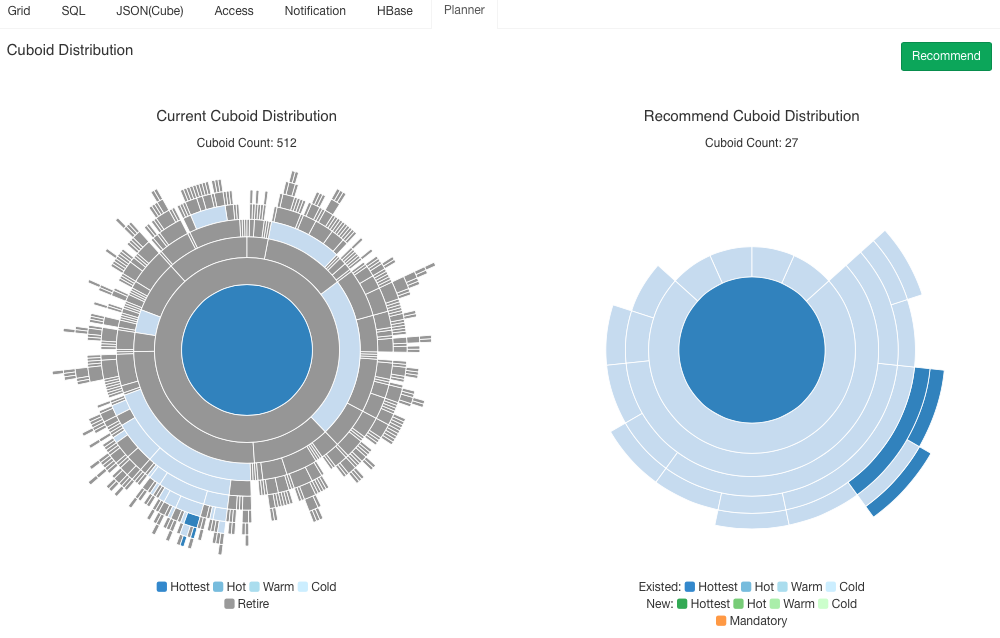 Grid SQL JSON(Cube) Access Notification HBase Planner
Cuboid Distribution
Recommend
Current Cuboid Distribution
Cuboid Count: 512
Hottest Hot Warm Cold
Retire
Recommend Cuboid Distribution
Cuboid Count: 27
Existed: Hottest Hot Warm Cold
New: Hottest Hot Warm Cold
Mandatory